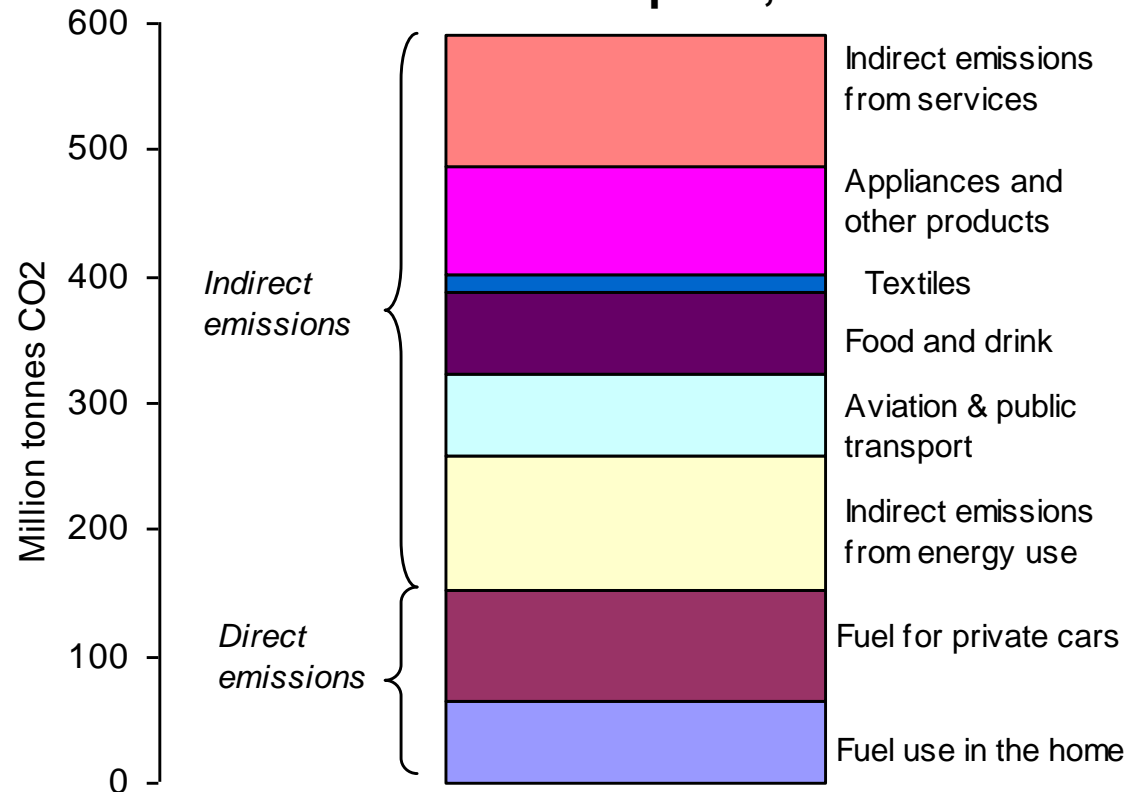 600
500
400
300
200
100
0
Million tonnes CO2
Indirect
emissions
Direct
emissions
Indirect emissions
from services
Appliances and
other products
Textiles
Food and drink
Aviation & public
transport
Indirect emissions
from energy use
Fuel for private cars
Fuel use in the home